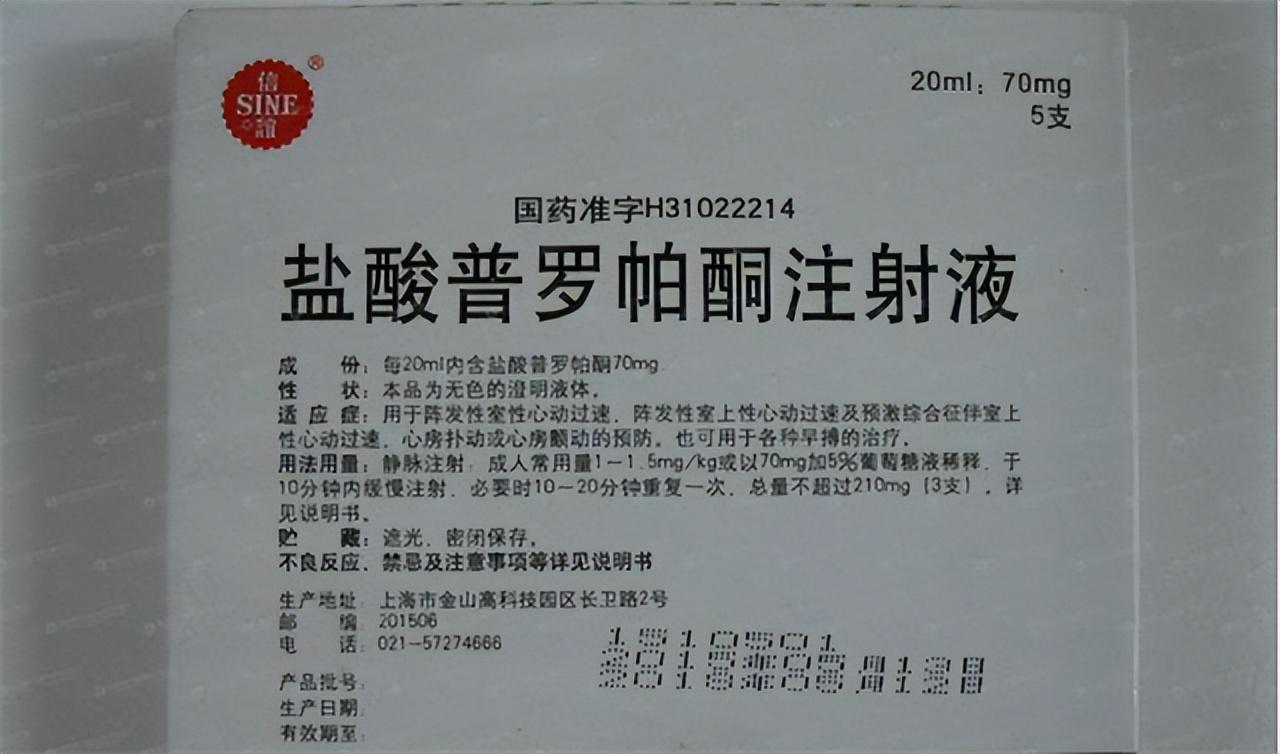 信
SINE
谊
®
20ml：70mg
5支
国药准字H31022214
盐酸普罗帕酮注射液
成 份：每20ml内含盐酸普罗帕酮70mg
性 状：本品为无色的澄明液体。
适应症：用于阵发性室性心动过速，阵发性室上性心动过速及预激综合征伴室上
性心动过速，心房扑动或心房颤动的预防。也可用于各种早搏的治疗。
用法用量：静脉注射：成人常用量1～1.5mg/kg或以70mg加5%葡萄糖液稀释，于
10分钟内缓慢注射，必要时10～20分钟重复一次，总量不超过210mg（3支）。详
见说明书。
贮 藏：遮光，密闭保存。
不良反应、禁忌及注意事项等详见说明书
生产地址：上海市金山高科技园区长卫路2号
邮 编：201506
电 话：021-57274666
产品批号：
生产日期：
有效期至：